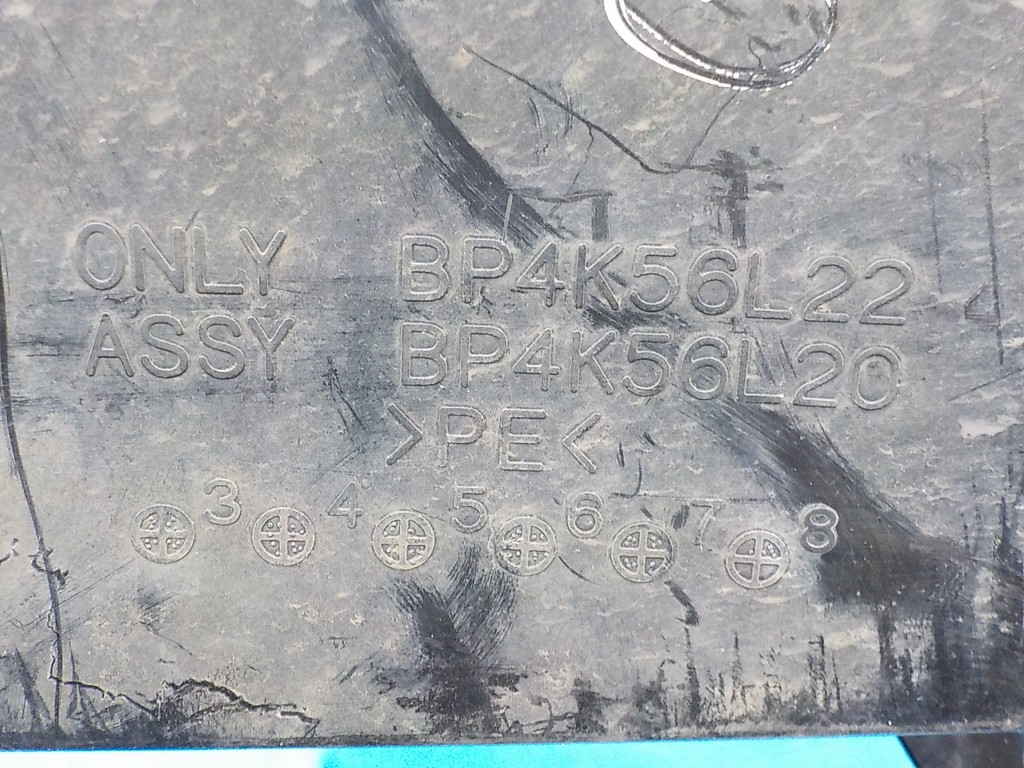 ONLY BP4K56L22
ASSY BP4K56L20
>PE<
3 4 5 6 7 8